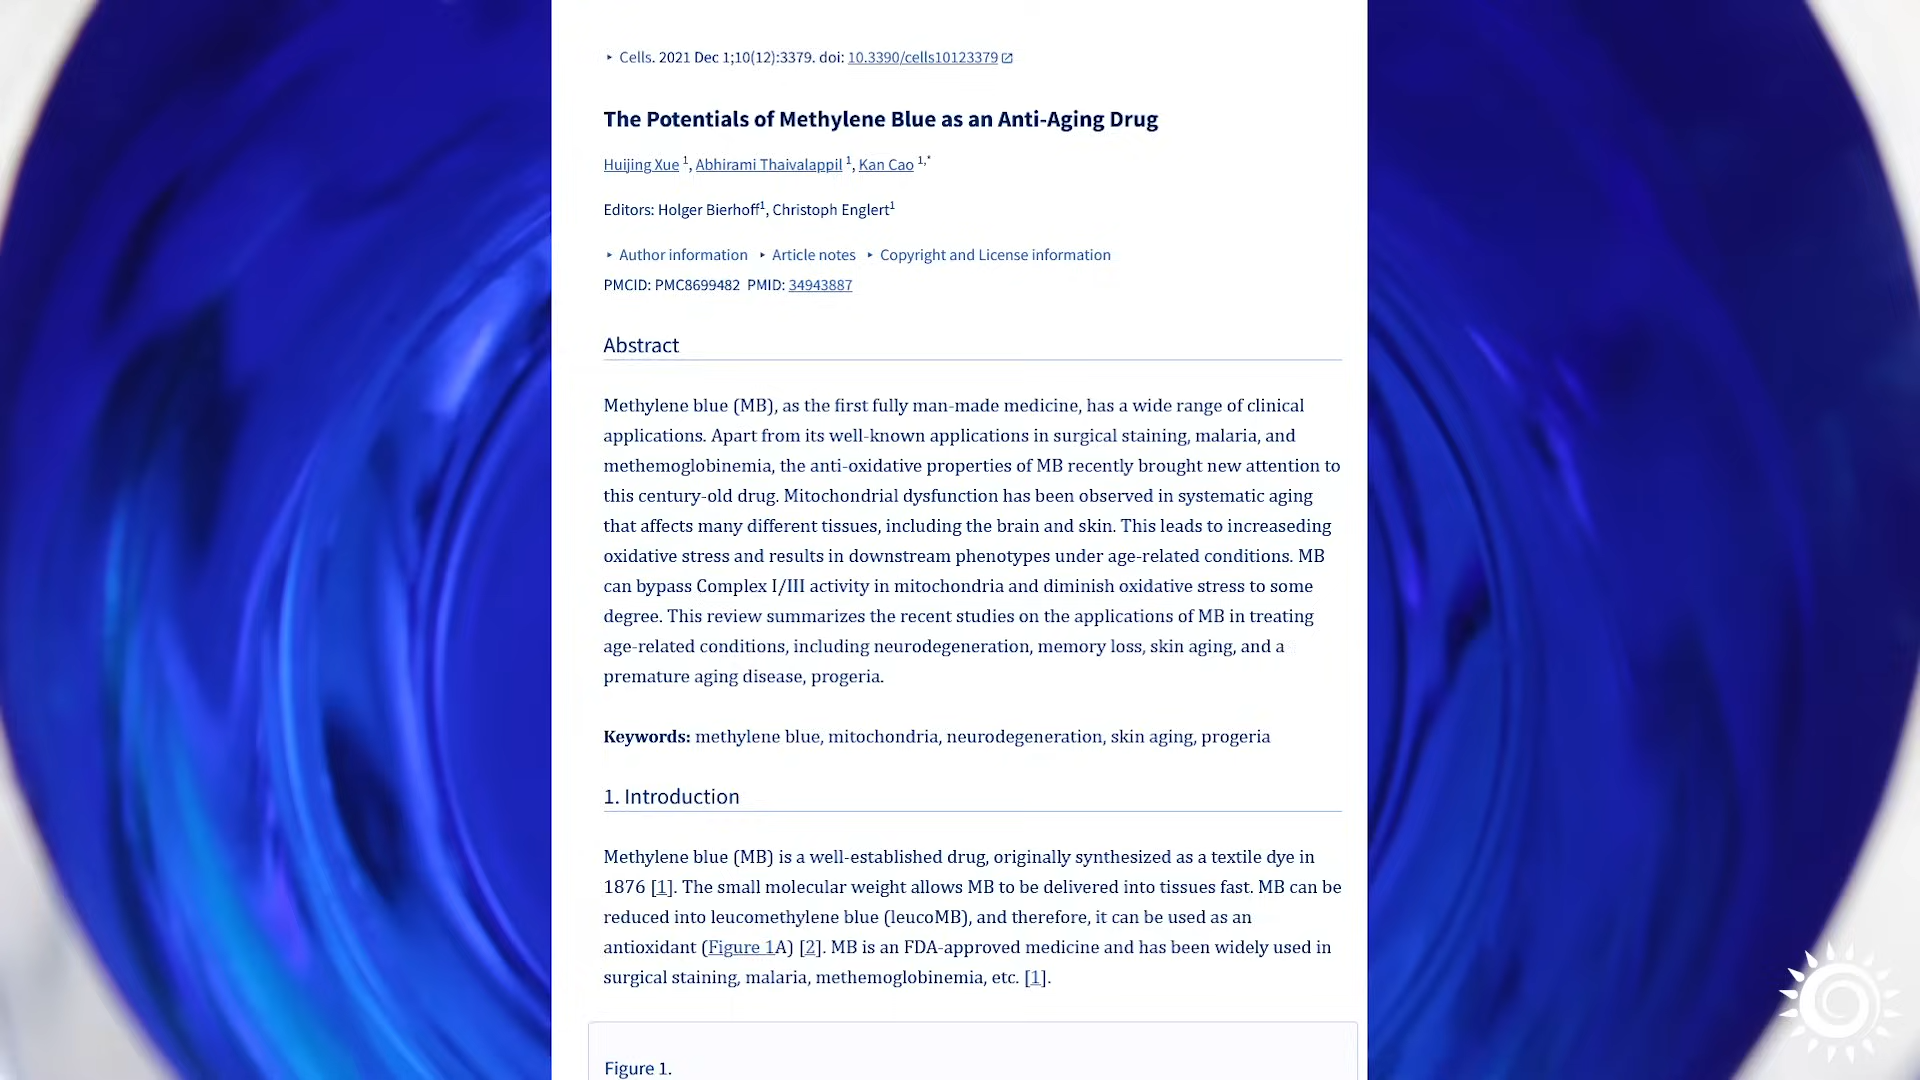 ‣ Cells. 2021 Dec 1;10(12):3379. doi: 10.3390/cells10123379
The Potentials of Methylene Blue as an Anti-Aging Drug
Huijing Xue 1, Abhirami Thaivalappil 1, Kan Cao 1,*
Editors: Holger Bierhoff1, Christoph Englert1
‣ Author information ‣ Article notes ‣ Copyright and License information
PMCID: PMC8699482 PMID: 34943887
Abstract
Methylene blue (MB), as the first fully man-made medicine, has a wide range of clinical
applications. Apart from its well-known applications in surgical staining, malaria, and
methemoglobinemia, the anti-oxidative properties of MB recently brought new attention to
this century-old drug. Mitochondrial dysfunction has been observed in systematic aging
that affects many different tissues, including the brain and skin. This leads to increaseding
oxidative stress and results in downstream phenotypes under age-related conditions. MB
can bypass Complex I/III activity in mitochondria and diminish oxidative stress to some
degree. This review summarizes the recent studies on the applications of MB in treating
age-related conditions, including neurodegeneration, memory loss, skin aging, and a
premature aging disease, progeria.
Keywords: methylene blue, mitochondria, neurodegeneration, skin aging, progeria
1. Introduction
Methylene blue (MB) is a well-established drug, originally synthesized as a textile dye in
1876 [1]. The small molecular weight allows MB to be delivered into tissues fast. MB can be
reduced into leucomethylene blue (leucoMB), and therefore, it can be used as an
antioxidant (Figure 1A) [2]. MB is an FDA-approved medicine and has been widely used in
surgical staining, malaria, methemoglobinemia, etc. [1].
Figure 1.